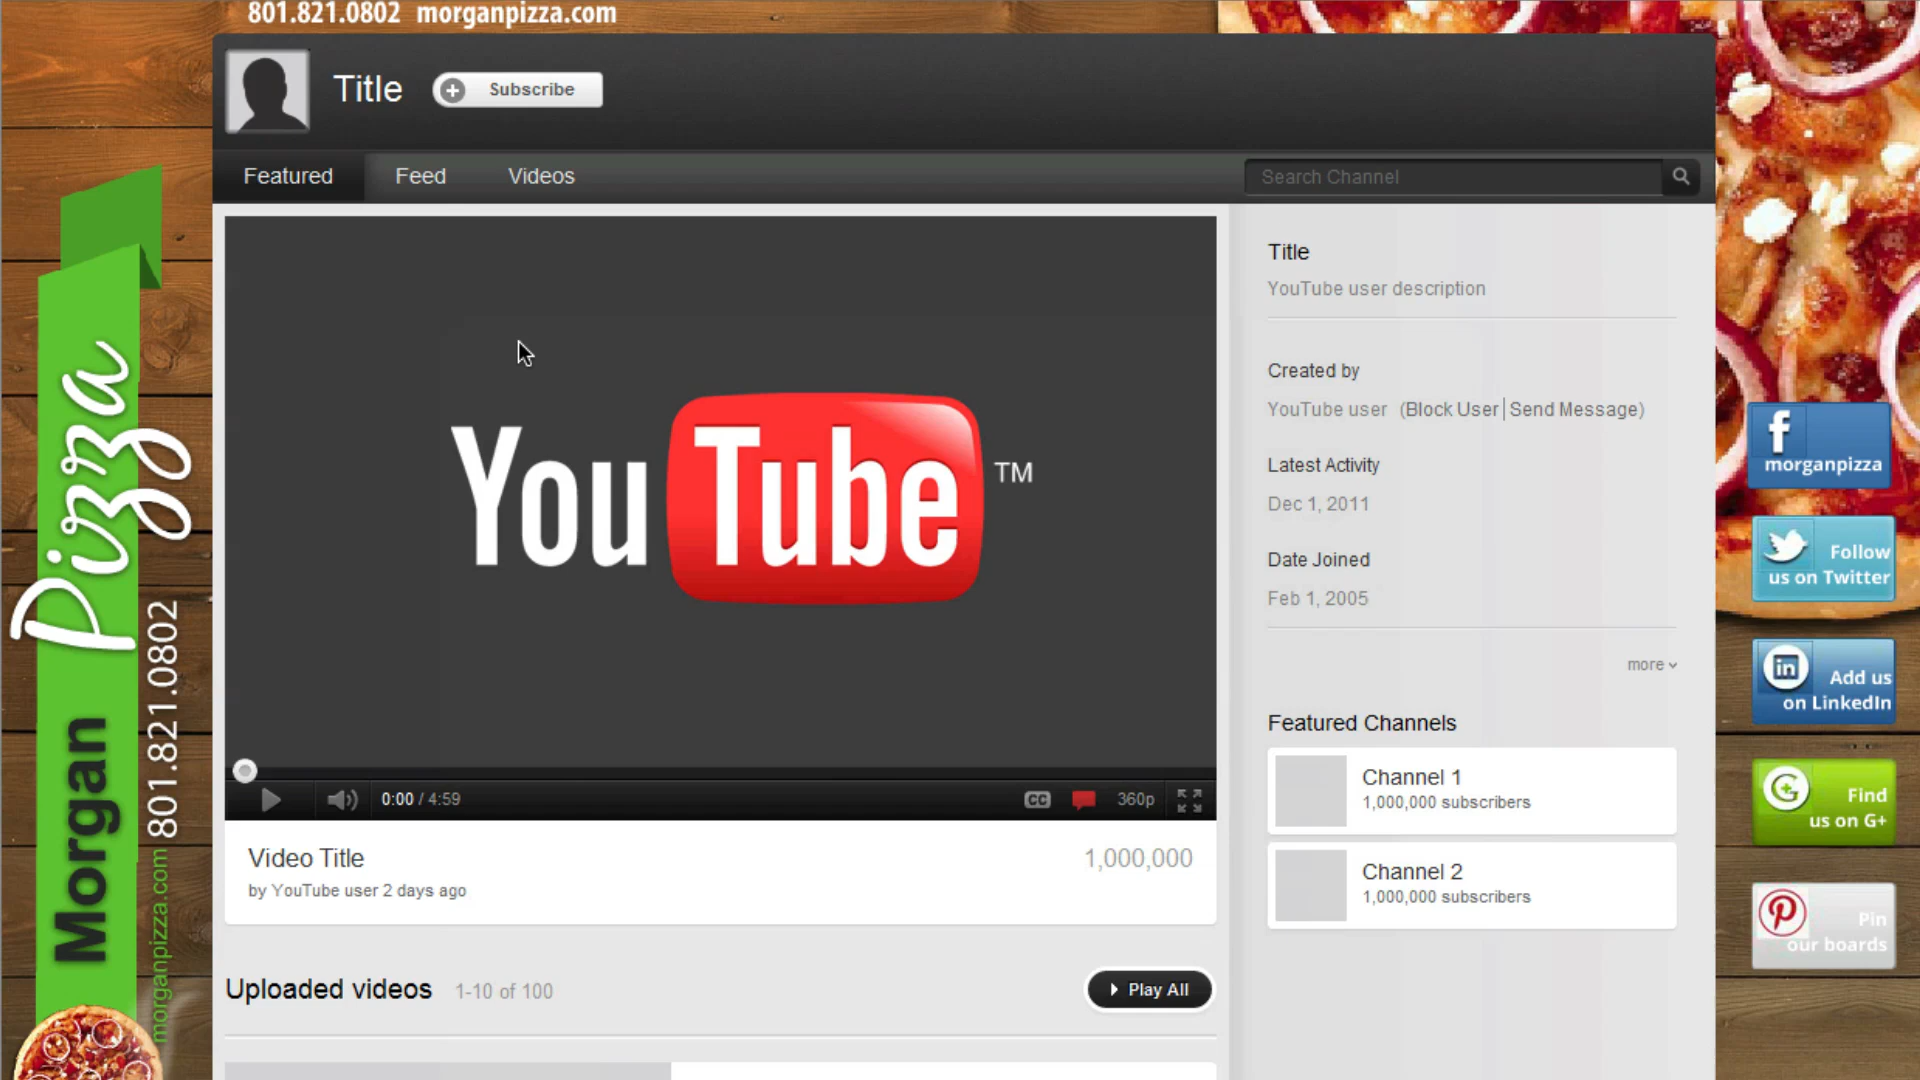 801.821.0802 morganpizza.com
Title
Subscribe
Featured
Feed
Videos
Search Channel
YouTube TM
0:00 / 4:59
CC
360p
Video Title
1,000,000
by YouTube user 2 days ago
Uploaded videos
1-10 of 100
Play All
Title
YouTube user description
Created by
YouTube user (Block User | Send Message)
Latest Activity
Dec 1, 2011
Date Joined
Feb 1, 2005
more
Featured Channels
Channel 1
1,000,000 subscribers
Channel 2
1,000,000 subscribers
Morgan Pizza
morganpizza.com 801.821.0802
f
morganpizza
Follow
us on Twitter
in
Add us
on LinkedIn
G+
Find
us on G+
Pin
our boards